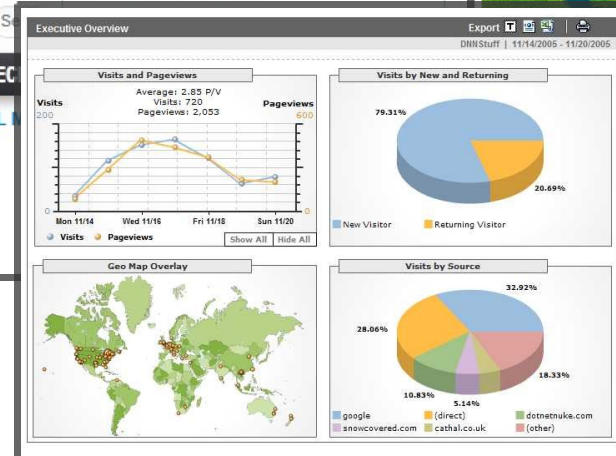 Se
Executive Overview
Export
DNNStuff | 11/14/2005 - 11/20/2005
EC
L M
Visits and Pageviews
Average: 2.85 P/V
Visits: 720
Pageviews: 2,053
Visits
Pageviews
200
600
0
0
Mon 11/14
Wed 11/16
Fri 11/18
Sun 11/20
Visits
Pageviews
Show All
Hide All
Visits by New and Returning
79.31%
20.69%
New Visitor
Returning Visitor
Geo Map Overlay
Visits by Source
32.92%
28.06%
18.33%
10.83%
5.14%
google
(direct)
dotnetnuke.com
snowcovered.com
cathal.co.uk
(other)